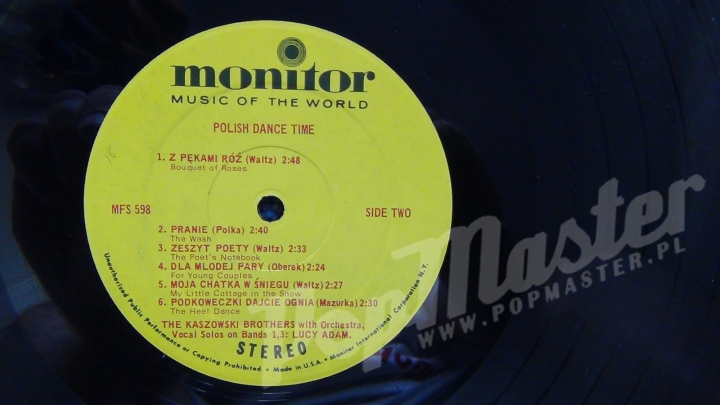 monitor
MUSIC OF THE WORLD
POLISH DANCE TIME
1. Z PĘKAMI RÓŻ (Waltz) 2:48
Bouquet of Roses
MFS 598
SIDE TWO
2. PRANIE (Polka) 2:40
The Wash
3. ZESZYT POETY (Waltz) 2:33
The Poet's Notebook
4. DLA MLODEJ PARY (Oberek) 2:24
For Young Couples
5. MOJA CHATKA W ŚNIEGU (Waltz) 2:27
My Little Cottage in the Snow
6. PODKOWECZKI DAJCIE OGNIA (Mazurka) 2:30
The Heel Dance
THE KASZOWSKI BROTHERS with Orchestra,
Vocal Solos on Bands 1,3: LUCY ADAM.
STEREO
Unauthorized Public Performance or Copying Prohibited • Made in U.S.A. • Monitor International Corporation N.Y.
PopMaster
WWW.POPMASTER.PL